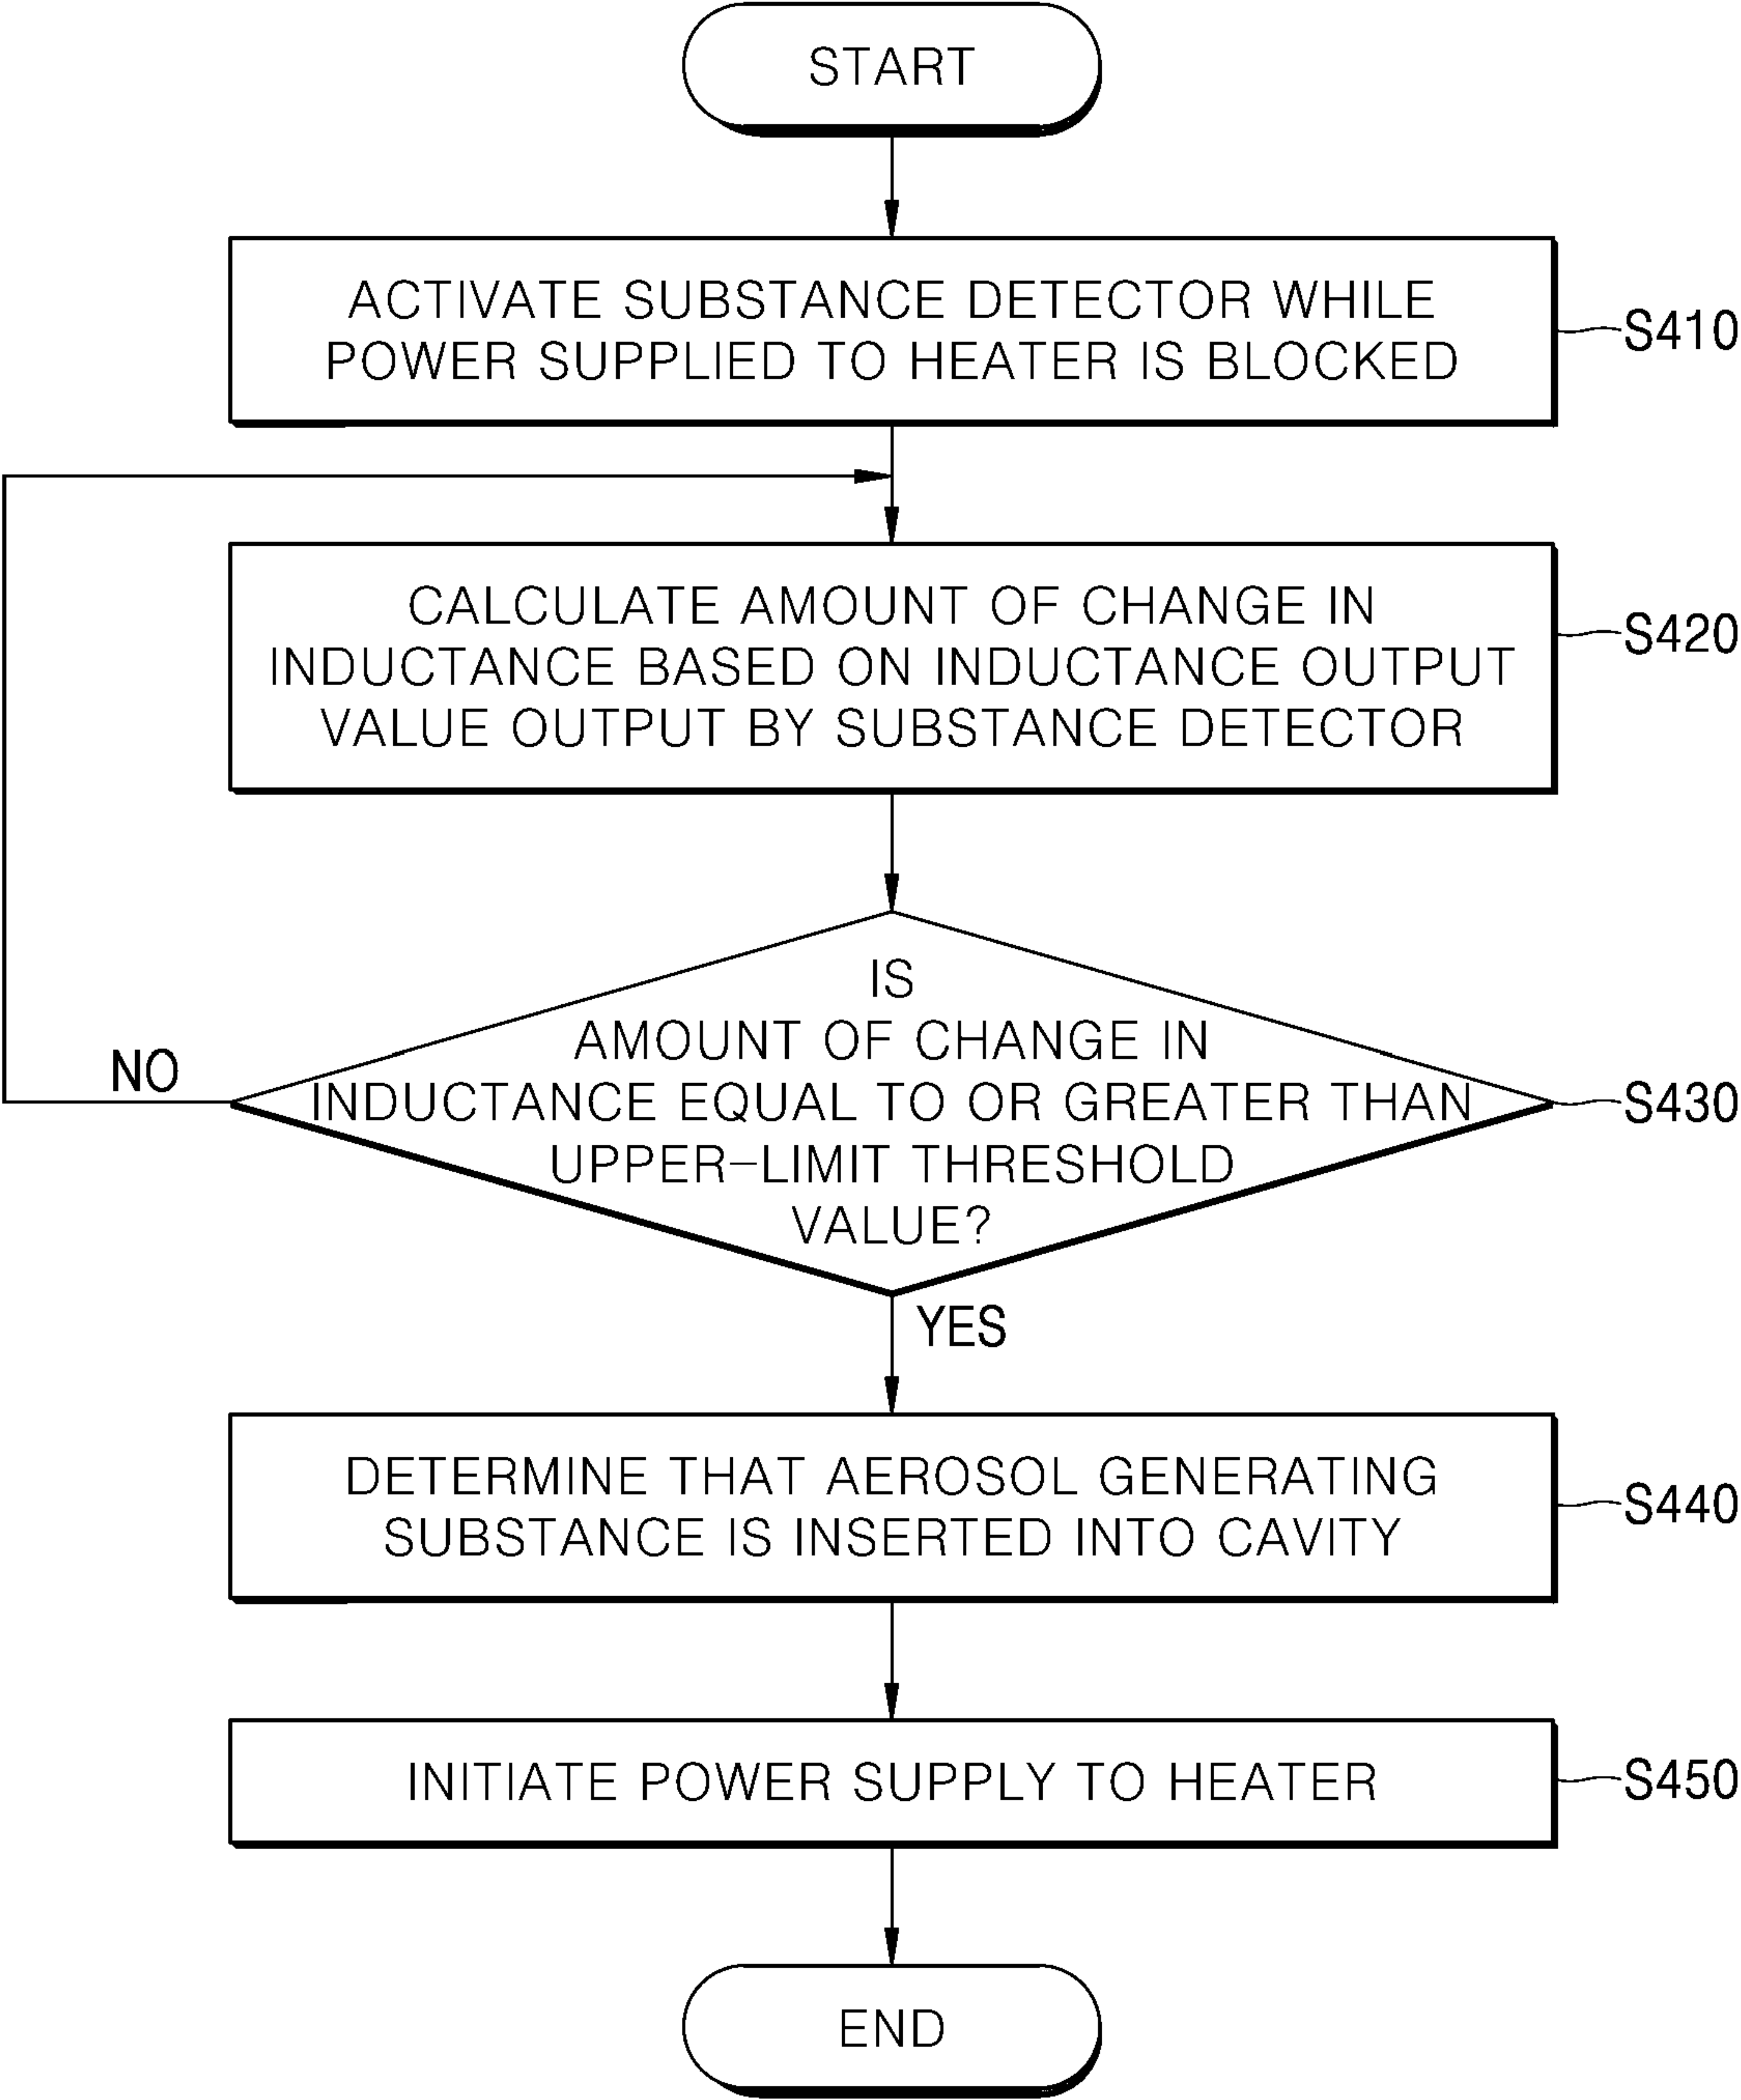 START
ACTIVATE SUBSTANCE DETECTOR WHILE
POWER SUPPLIED TO HEATER IS BLOCKED
S410
CALCULATE AMOUNT OF CHANGE IN
INDUCTANCE BASED ON INDUCTANCE OUTPUT
VALUE OUTPUT BY SUBSTANCE DETECTOR
S420
IS
AMOUNT OF CHANGE IN
INDUCTANCE EQUAL TO OR GREATER THAN
UPPER-LIMIT THRESHOLD
VALUE?
S430
NO
YES
DETERMINE THAT AEROSOL GENERATING
SUBSTANCE IS INSERTED INTO CAVITY
S440
INITIATE POWER SUPPLY TO HEATER
S450
END